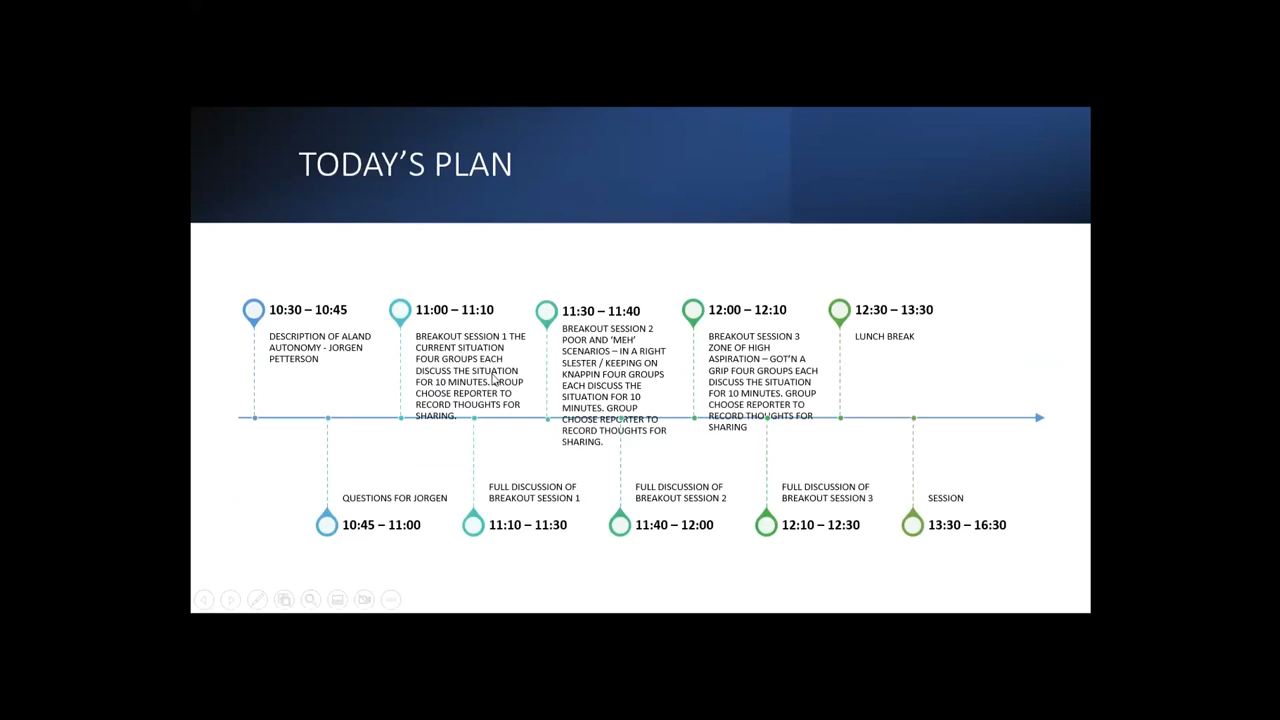 TODAY'S PLAN
10:30 – 10:45
DESCRIPTION OF ALAND
AUTONOMY - JORGEN
PETTERSON
11:00 – 11:10
BREAKOUT SESSION 1 THE
CURRENT SITUATION
FOUR GROUPS EACH
DISCUSS THE SITUATION
FOR 10 MINUTES. GROUP
CHOOSE REPORTER TO
RECORD THOUGHTS FOR
SHARING.
11:30 – 11:40
BREAKOUT SESSION 2
POOR AND ‘MEH’
SCENARIOS – IN A RIGHT
SLESTER / KEEPING ON
KNAPPIN FOUR GROUPS
EACH DISCUSS THE
SITUATION FOR 10
MINUTES. GROUP
CHOOSE REPORTER TO
RECORD THOUGHTS FOR
SHARING.
12:00 – 12:10
BREAKOUT SESSION 3
ZONE OF HIGH
ASPIRATION – GOT’N A
GRIP FOUR GROUPS EACH
DISCUSS THE SITUATION
FOR 10 MINUTES. GROUP
CHOOSE REPORTER TO
RECORD THOUGHTS FOR
SHARING
12:30 – 13:30
LUNCH BREAK
QUESTIONS FOR JORGEN
10:45 – 11:00
FULL DISCUSSION OF
BREAKOUT SESSION 1
11:10 – 11:30
FULL DISCUSSION OF
BREAKOUT SESSION 2
11:40 – 12:00
FULL DISCUSSION OF
BREAKOUT SESSION 3
12:10 – 12:30
SESSION
13:30 – 16:30